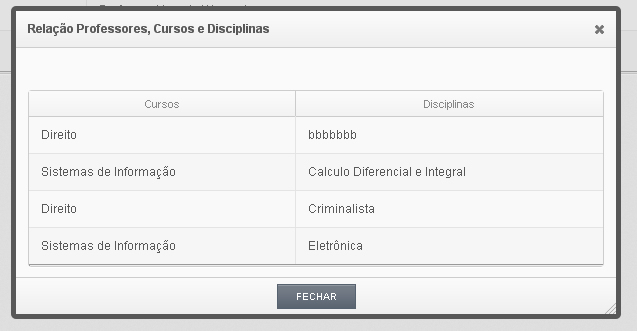 Relação Professores, Cursos e Disciplinas
Cursos Disciplinas
Direito bbbbbbb
Sistemas de Informação Calculo Diferencial e Integral
Direito Criminalista
Sistemas de Informação Eletrônica
FECHAR